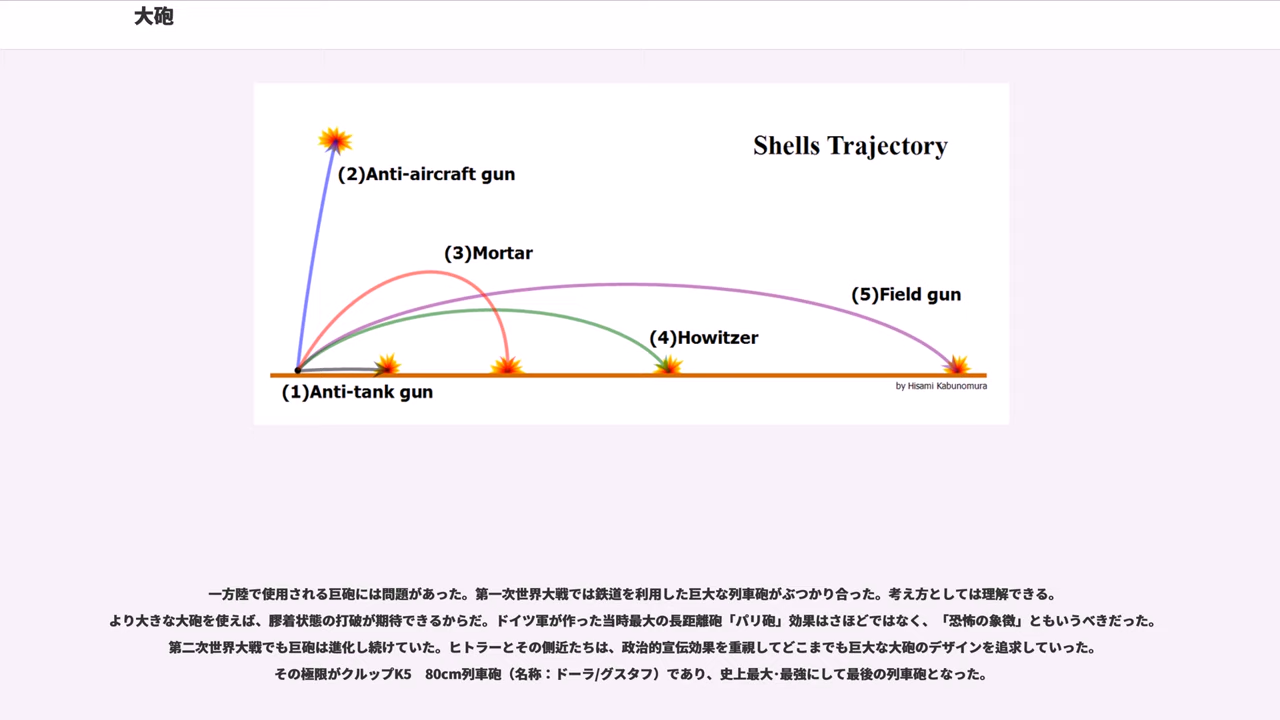 大砲
Shells Trajectory
(2)Anti-aircraft gun
(3)Mortar
(5)Field gun
(4)Howitzer
by Hisami Kabunomura
(1)Anti-tank gun
一方陸で使用される巨砲には問題があった。第一次世界大戦では鉄道を利用した巨大な列車砲がぶつかり合った。考え方としては理解できる。
より大きな大砲を使えば、膠着状態の打破が期待できるからだ。ドイツ軍が作った当時最大の長距離砲「パリ砲」効果はさほどではなく、「恐怖の象徴」ともいうべきだった。
第二次世界大戦でも巨砲は進化し続けていた。ヒトラーとその側近たちは、政治的宣伝効果を重視してどこまでも巨大な大砲のデザインを追求していった。
その極限がクルップK5　80cm列車砲（名称：ドーラ/グスタフ）であり、史上最大･最強にして最後の列車砲となった。